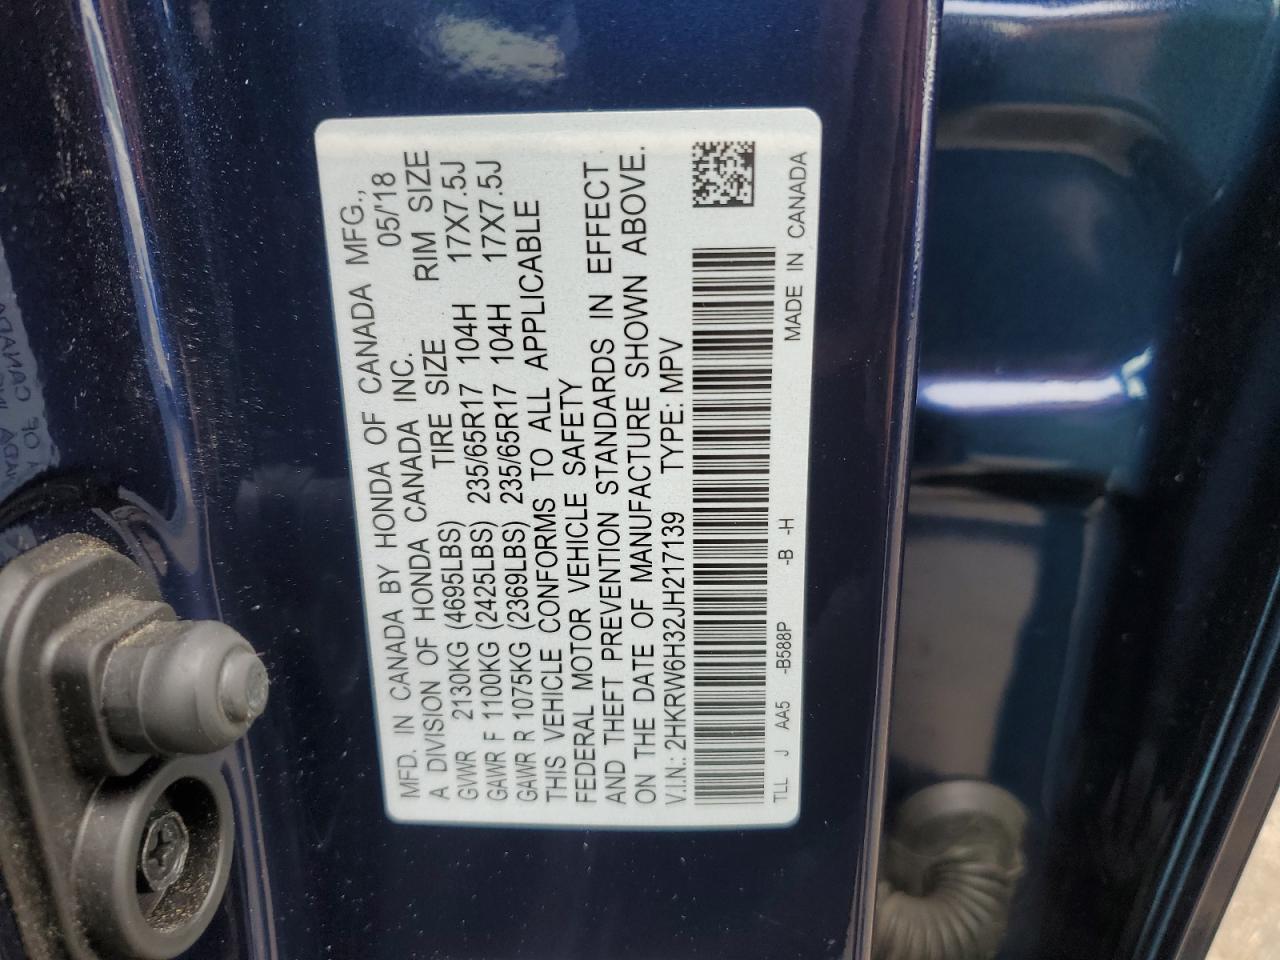 MFD. IN CANADA BY HONDA OF CANADA MFG.,
A DIVISION OF HONDA CANADA INC. 05/'18
TIRE SIZE RIM SIZE
GVWR 2130KG (4695LBS)
GAWR F 1100KG (2425LBS) 235/65R17 104H 17X7.5J
GAWR R 1075KG (2369LBS) 235/65R17 104H 17X7.5J
THIS VEHICLE CONFORMS TO ALL APPLICABLE
FEDERAL MOTOR VEHICLE SAFETY
AND THEFT PREVENTION STANDARDS IN EFFECT
ON THE DATE OF MANUFACTURE SHOWN ABOVE.
V.I.N.: 2HKRW6H32JH217139 TYPE: MPV
TLL J AA5 -B588P -B -H MADE IN CANADA